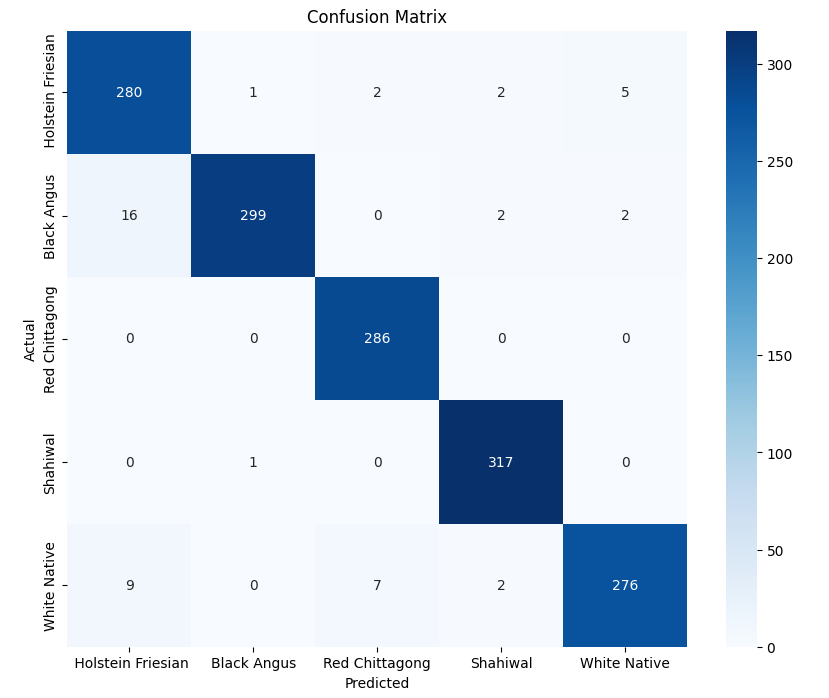 Confusion Matrix
Holstein Friesian
280 1 2 2 5
Black Angus
16 299 0 2 2
Red Chittagong
0 0 286 0 0
Shahiwal
0 1 0 317 0
White Native
9 0 7 2 276
Actual
Holstein Friesian Black Angus Red Chittagong Shahiwal White Native
Predicted
300
250
200
150
100
50
0